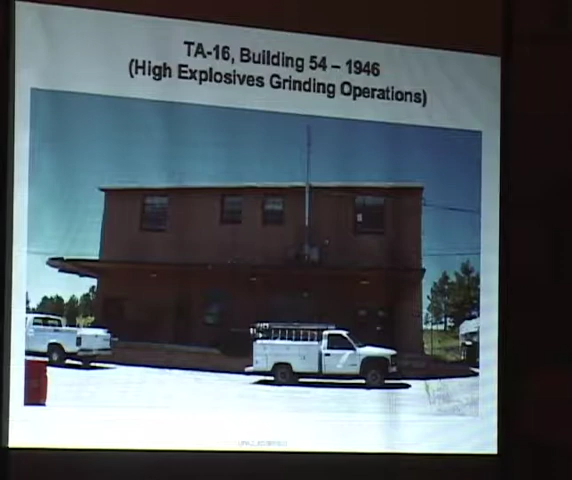 TA-16, Building 54 – 1946
(High Explosives Grinding Operations)